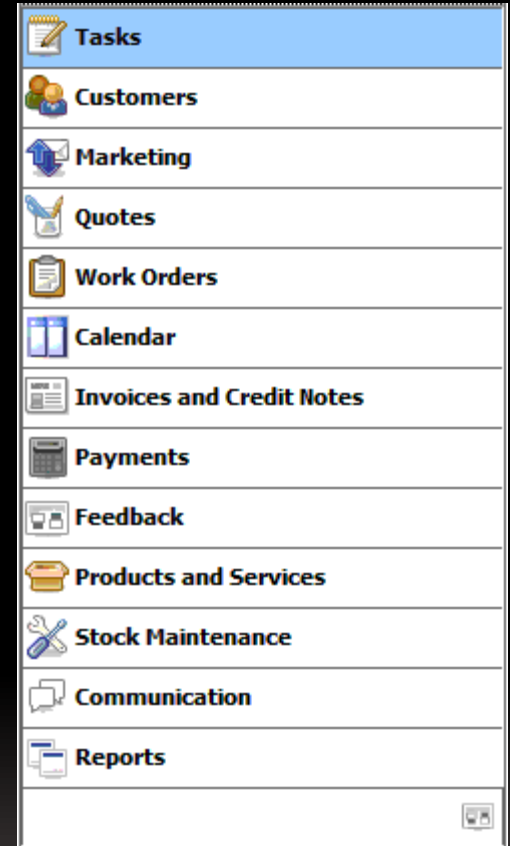 Tasks
Customers
Marketing
Quotes
Work Orders
Calendar
Invoices and Credit Notes
Payments
Feedback
Products and Services
Stock Maintenance
Communication
Reports